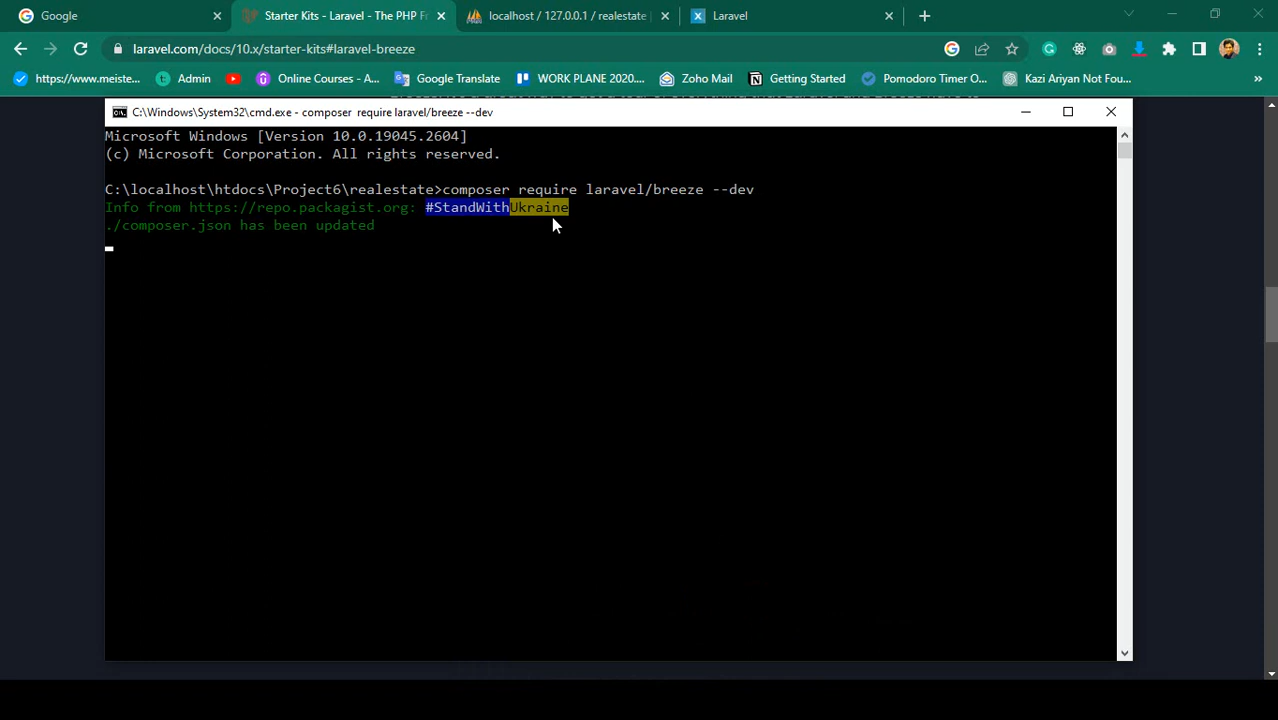 Google
Starter Kits - Laravel - The PHP Fr
localhost / 127.0.0.1 / realestate
Laravel
laravel.com/docs/10.x/starter-kits#laravel-breeze
https://www.meiste...
Admin
Online Courses - A...
Google Translate
WORK PLANE 2020....
Zoho Mail
Getting Started
Pomodoro Timer O...
Kazi Ariyan Not Fou...
»
C:\Windows\System32\cmd.exe - composer require laravel/breeze --dev
Microsoft Windows [Version 10.0.19045.2604]
(c) Microsoft Corporation. All rights reserved.
C:\localhost\htdocs\Project6\realestate>composer require laravel/breeze --dev
Info from https://repo.packagist.org: #StandWithUkraine
./composer.json has been updated